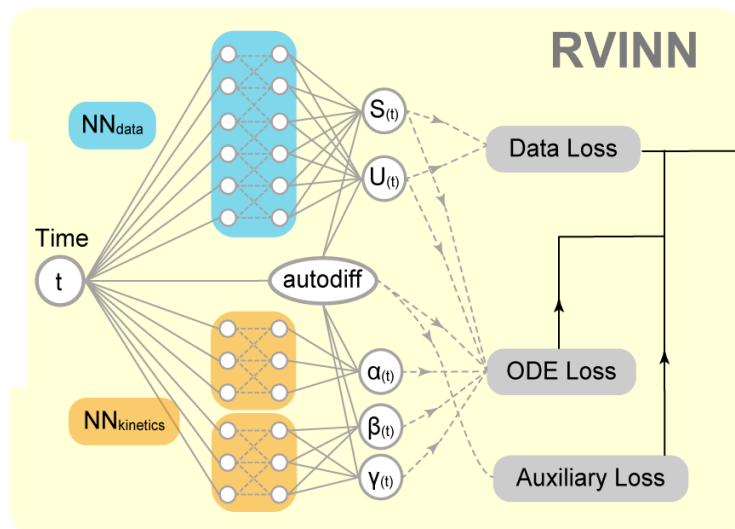 RVINN
NNdata
S(t)
U(t)
Data Loss
Time
t
autodiff
α(t)
ODE Loss
NNkinetics
β(t)
γ(t)
Auxiliary Loss